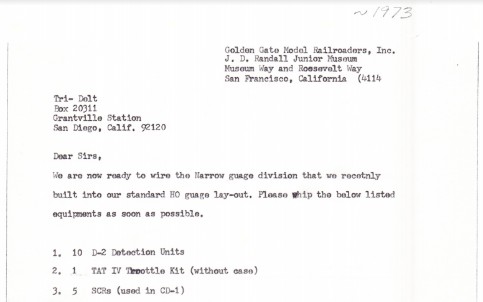 ~1973
Golden Gate Model Railroaders, Inc.
J. D. Randall Junior Museum
Museum Way and Roosevelt Way
San Francisco, California (4114
Tri- Delt
Box 20311
Grantville Station
San Diego, Calif. 92120
Dear Sirs,
We are now ready to wire the Narrow guage division that we recetnly
built into our standard HO guage lay-out. Please whip the below listed
equipments as soon as possible.
1. 10 D-2 Detection Units
2. 1 TAT IV Throttle Kit (without case)
3. 5 SCRs (used in CD-1)